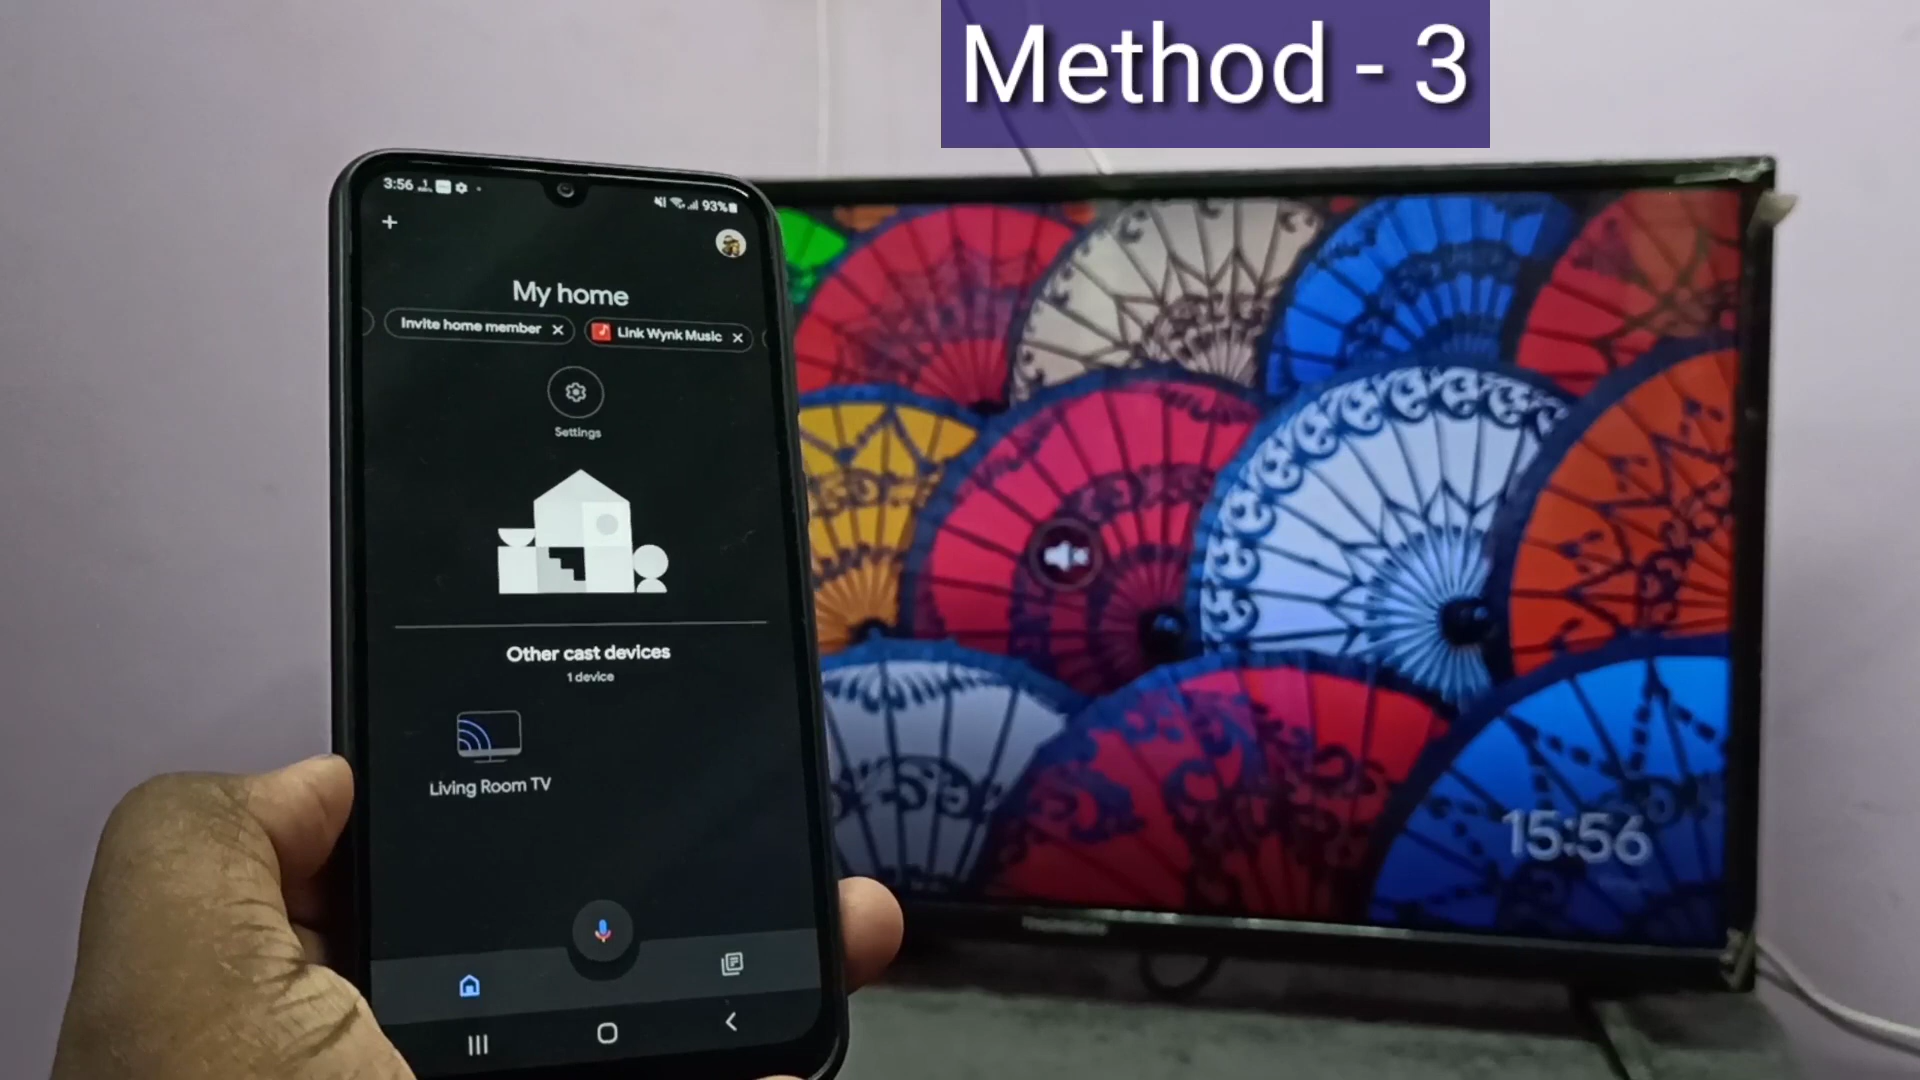 Method - 3
3:56
93%
My home
Invite home member
Link Wynk Music
Settings
Other cast devices
1 device
Living Room TV
15:56